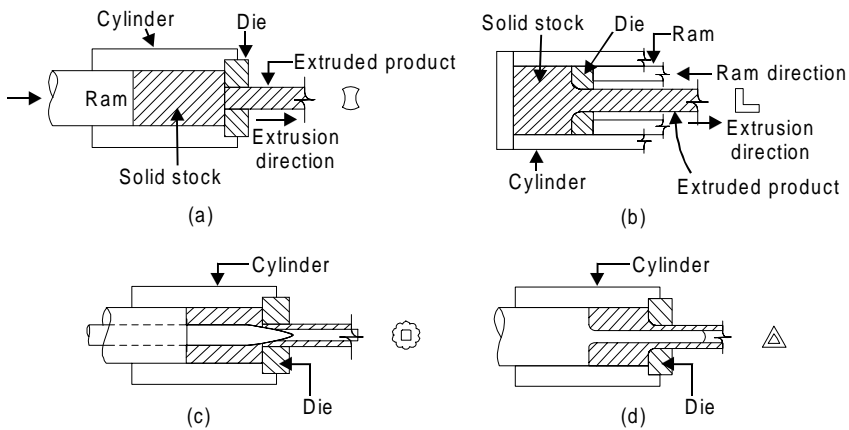 Cylinder
Die
Extruded product
Ram
Extrusion
direction
Solid stock
(a)
Solid stock
Die
Ram
Ram direction
Extrusion
direction
Cylinder
Extruded product
(b)
Cylinder
Die
(c)
Cylinder
Die
(d)